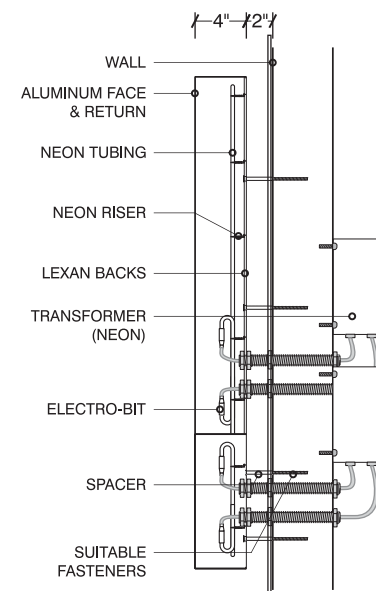 4" 2"
WALL
ALUMINUM FACE
& RETURN
NEON TUBING
NEON RISER
LEXAN BACKS
TRANSFORMER
(NEON)
ELECTRO-BIT
SPACER
SUITABLE
FASTENERS